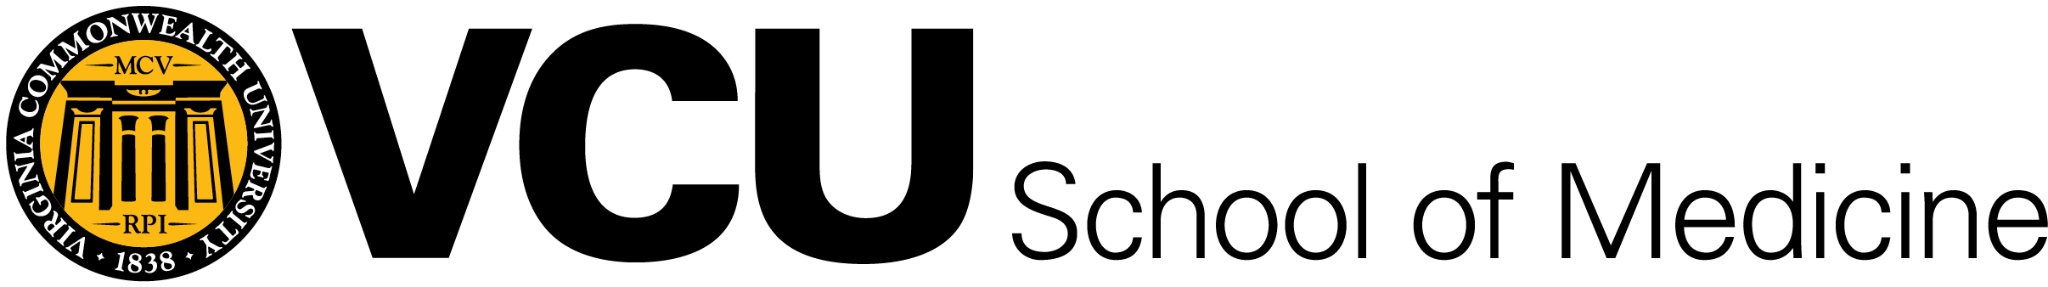 VIRGINIA COMMONWEALTH UNIVERSITY
MCV
RPI
· 1838 ·
VCU School of Medicine